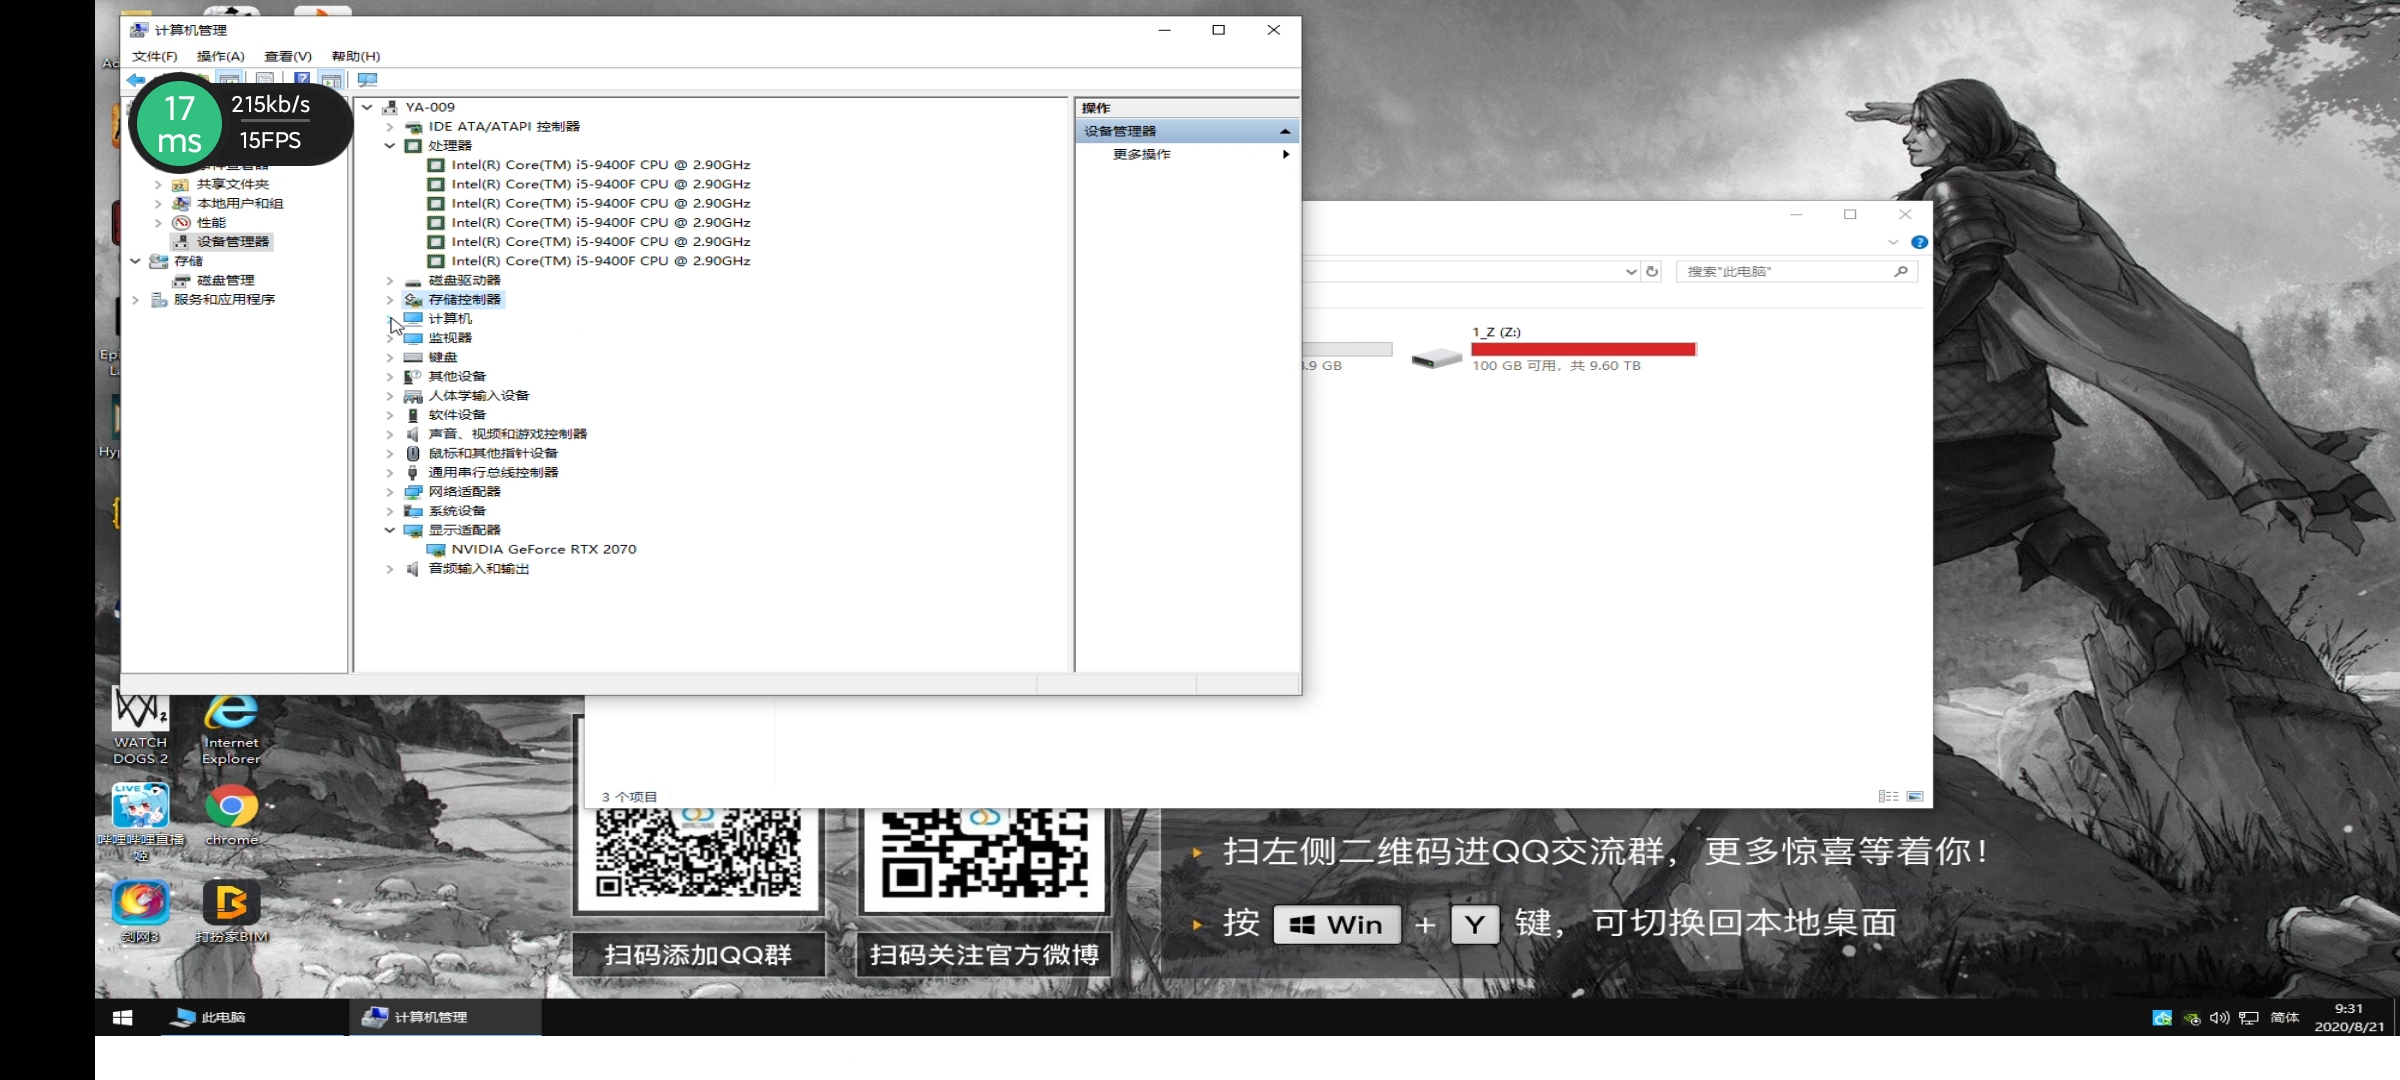 计算机管理
文件(F) 操作(A) 查看(V) 帮助(H)
17
ms
215kb/s
15FPS
共享文件夹
本地用户和组
性能
设备管理器
存储
磁盘管理
服务和应用程序
YA-009
IDE ATA/ATAPI 控制器
处理器
Intel(R) Core(TM) i5-9400F CPU @ 2.90GHz
Intel(R) Core(TM) i5-9400F CPU @ 2.90GHz
Intel(R) Core(TM) i5-9400F CPU @ 2.90GHz
Intel(R) Core(TM) i5-9400F CPU @ 2.90GHz
Intel(R) Core(TM) i5-9400F CPU @ 2.90GHz
Intel(R) Core(TM) i5-9400F CPU @ 2.90GHz
磁盘驱动器
存储控制器
计算机
监视器
键盘
其他设备
人体学输入设备
软件设备
声音、视频和游戏控制器
鼠标和其他指针设备
通用串行总线控制器
网络适配器
系统设备
显示适配器
NVIDIA GeForce RTX 2070
音频输入和输出
操作
设备管理器
更多操作
搜索"此电脑"
1_Z (Z:)
.9 GB
100 GB 可用，共 9.60 TB
3 个项目
WATCH
DOGS 2
Internet
Explorer
LIVE
哔哩哔哩直播
姬
chrome
剑网3
打扮家BIM
扫码添加QQ群
扫码关注官方微博
扫左侧二维码进QQ交流群，更多惊喜等着你！
按 Win + Y 键，可切换回本地桌面
此电脑
计算机管理
简体
9:31
2020/8/21